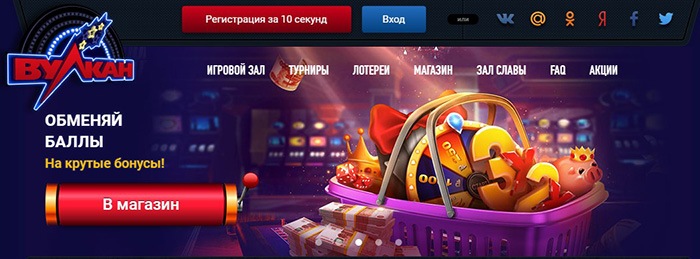 Регистрация за 10 секунд
Вход
или
ВУЛКАН
ИГРОВОЙ ЗАЛ
ТУРНИРЫ
ЛОТЕРЕИ
МАГАЗИН
ЗАЛ СЛАВЫ
FAQ
АКЦИИ
ОБМЕНЯЙ
БАЛЛЫ
На крутые бонусы!
В магазин